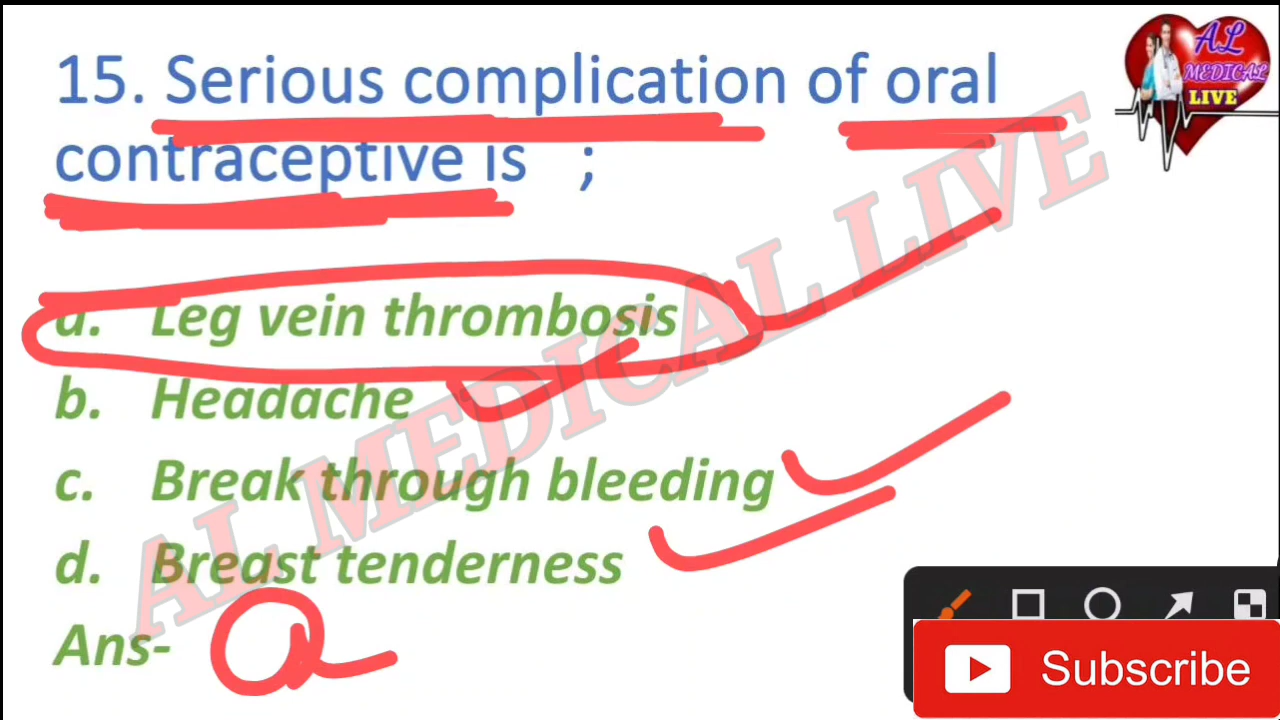 15. Serious complication of oral
contraceptive is ;
a. Leg vein thrombosis
b. Headache
c. Break through bleeding
d. Breast tenderness
Ans- a
AL MEDICAL LIVE
AL
MEDICAL
LIVE
Subscribe